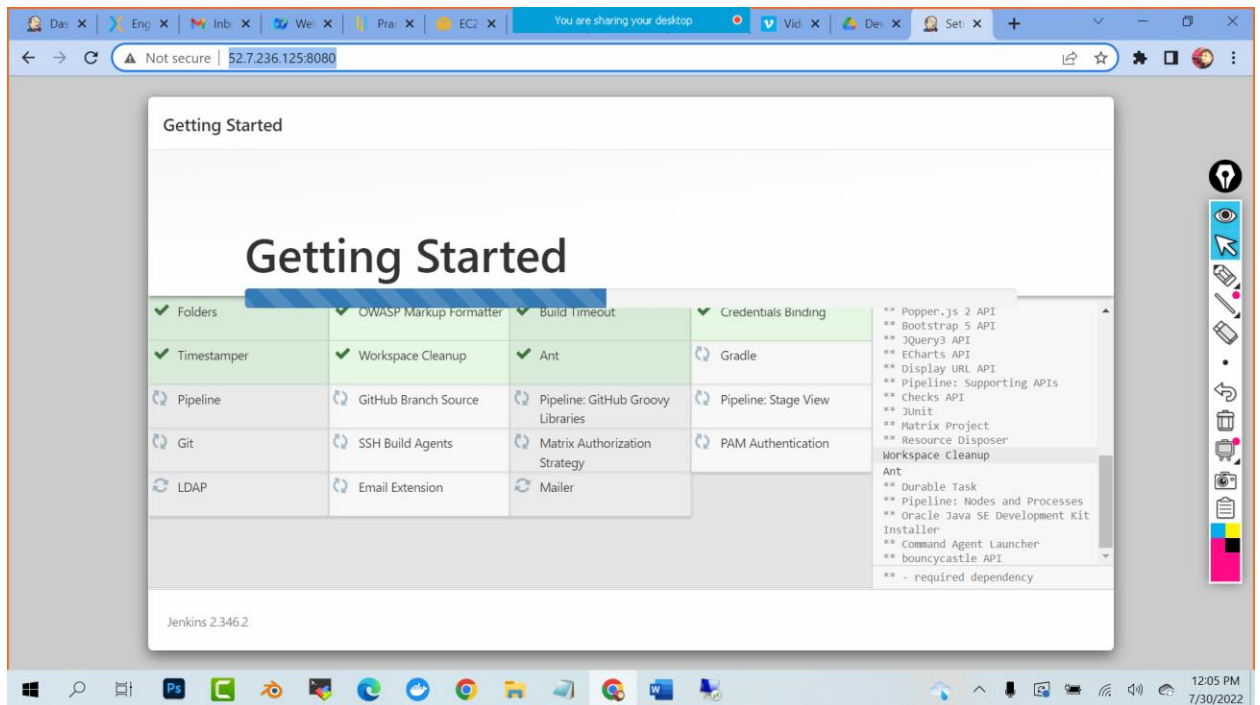 Das
Eng
Inb
Wel
Pra
EC2
You are sharing your desktop
Vid
Dev
Set
Not secure | 52.7.236.125:8080
Getting Started
Getting Started
Folders
OWASP Markup Formatter
Build Timeout
Credentials Binding
Timestamper
Workspace Cleanup
Ant
Gradle
Pipeline
GitHub Branch Source
Pipeline: GitHub Groovy
Libraries
Pipeline: Stage View
Git
SSH Build Agents
Matrix Authorization
Strategy
PAM Authentication
LDAP
Email Extension
Mailer
** Popper.js 2 API
** Bootstrap 5 API
** JQuery3 API
** ECharts API
** Display URL API
** Pipeline: Supporting APIs
** Checks API
** JUnit
** Matrix Project
** Resource Disposer
Workspace Cleanup
Ant
** Durable Task
** Pipeline: Nodes and Processes
** Oracle Java SE Development Kit
Installer
** Command Agent Launcher
** bouncycastle API
** - required dependency
Jenkins 2.346.2
Ps
12:05 PM
7/30/2022